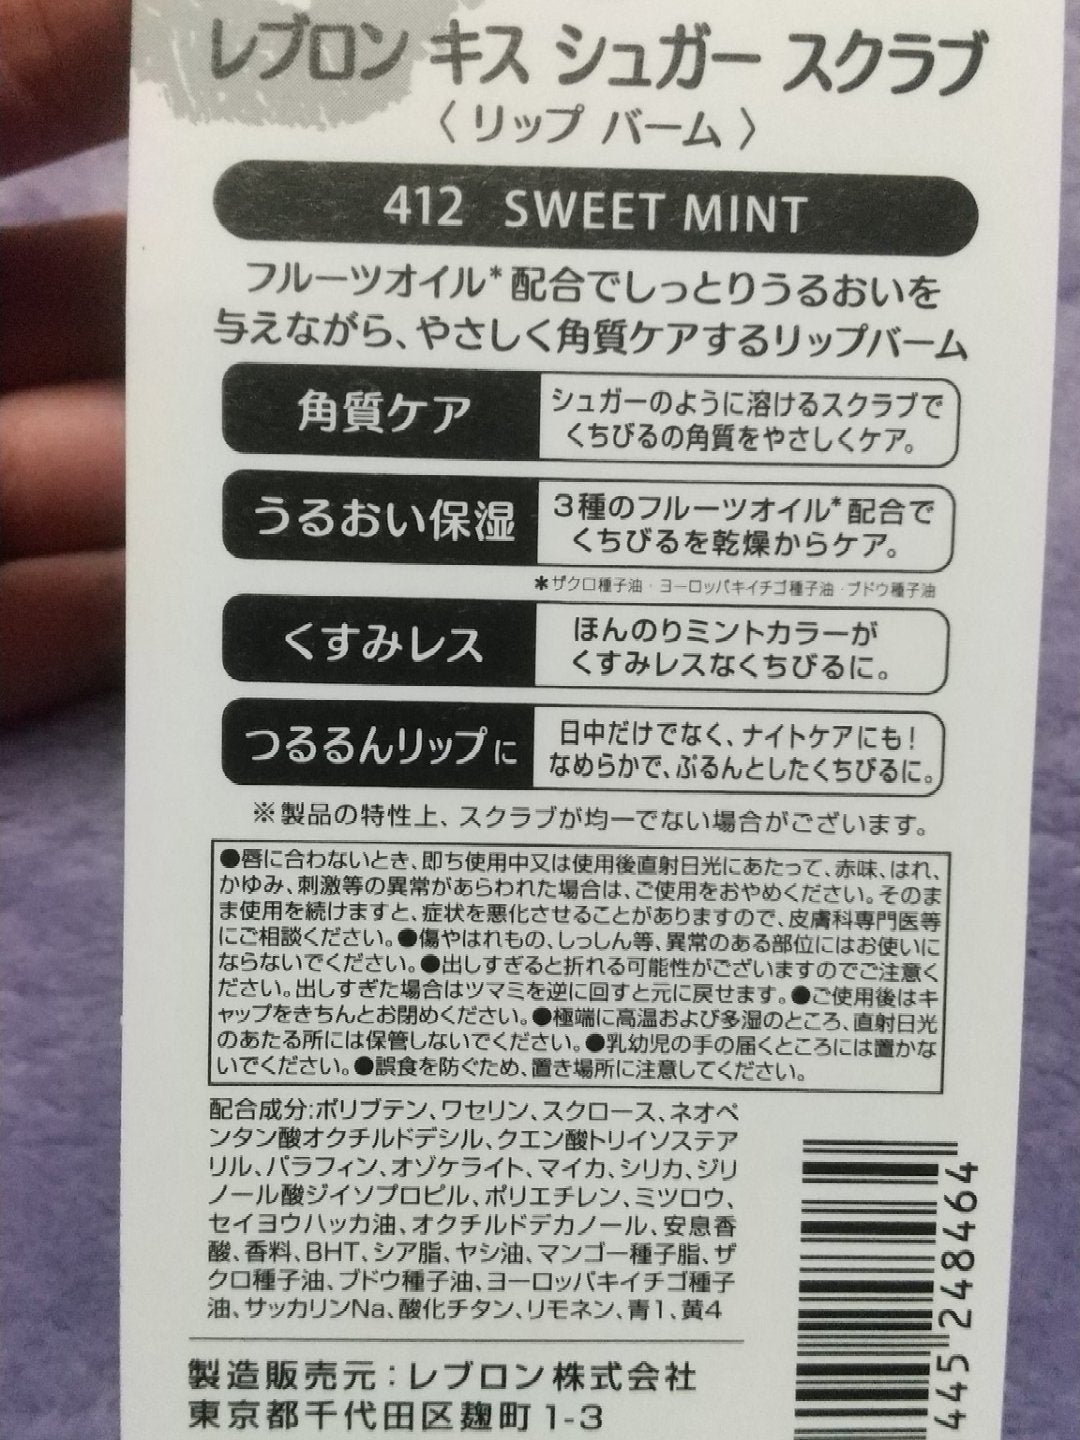 レブロン キス シュガー スクラブ
〈 リップ バーム 〉
412 SWEET MINT
フルーツオイル*配合でしっとりうるおいを
与えながら、やさしく角質ケアするリップバーム
角質ケア
シュガーのように溶けるスクラブで
くちびるの角質をやさしくケア。
うるおい保湿
3種のフルーツオイル*配合で
くちびるを乾燥からケア。
*ザクロ種子油・ヨーロッパキイチゴ種子油・ブドウ種子油
くすみレス
ほんのりミントカラーが
くすみレスなくちびるに。
つるるんリップに
日中だけでなく、ナイトケアにも!
なめらかで、ぷるんとしたくちびるに。
※製品の特性上、スクラブが均一でない場合がございます。
●唇に合わないとき、即ち使用中又は使用後直射日光にあたって、赤味、はれ、
かゆみ、刺激等の異常があらわれた場合は、ご使用をおやめください。そのま
ま使用を続けますと、症状を悪化させることがありますので、皮膚科専門医等
にご相談ください。●傷やはれもの、しっしん等、異常のある部位にはお使いに
ならないでください。●出しすぎると折れる可能性がございますのでご注意く
ださい。出しすぎた場合はツマミを逆に回すと元に戻せます。●ご使用後はキ
ャップをきちんとお閉めください。●極端に高温および多湿のところ、直射日光
のあたる所には保管しないでください。●乳幼児の手の届くところには置かな
いでください。●誤食を防ぐため、置き場所に注意してください。
配合成分:ポリブテン、ワセリン、スクロース、ネオペ
ンタン酸オクチルドデシル、クエン酸トリイソステア
リル、パラフィン、オゾケライト、マイカ、シリカ、ジリ
ノール酸ジイソプロピル、ポリエチレン、ミツロウ、
セイヨウハッカ油、オクチルドデカノール、安息香
酸、香料、BHT、シア脂、ヤシ油、マンゴー種子脂、ザ
クロ種子油、ブドウ種子油、ヨーロッパキイチゴ種子
油、サッカリンNa、酸化チタン、リモネン、青1、黄4
製造販売元:レブロン株式会社
東京都千代田区麹町1-3
445248464